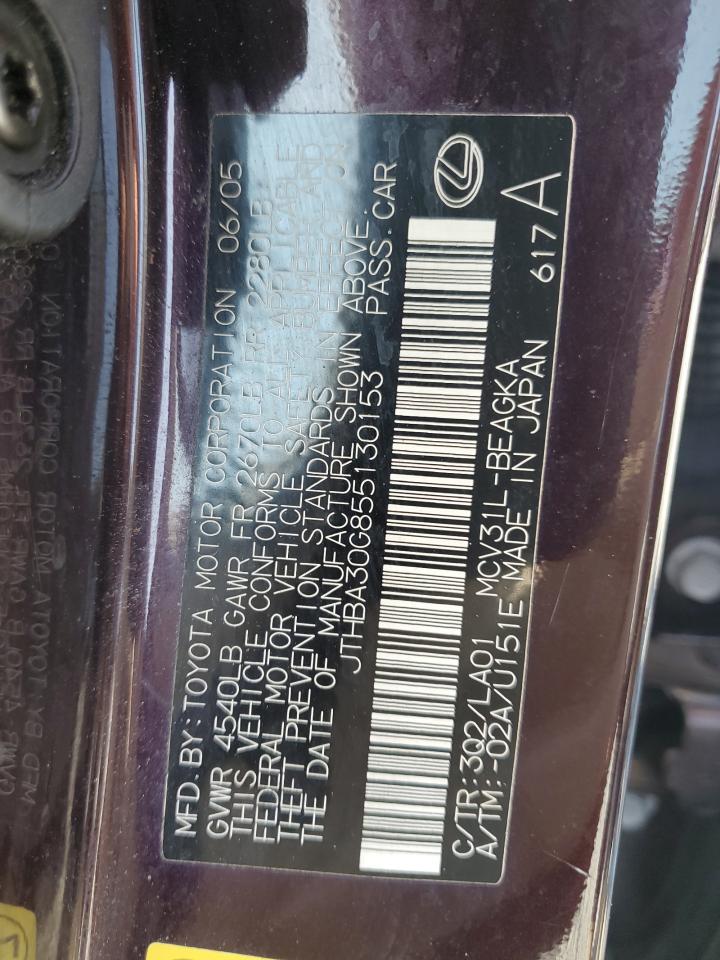 MFD. BY: TOYOTA MOTOR CORPORATION 06/05
GVWR 4540LB GAWR FR 2670LB RR 2280LB
THIS VEHICLE CONFORMS TO ALL APPLICABLE
FEDERAL MOTOR VEHICLE SAFETY, BUMPER, AND
THEFT PREVENTION STANDARDS IN EFFECT ON
THE DATE OF MANUFACTURE SHOWN ABOVE.
JTHBA30G855130153 PASS. CAR
C/TR: 3Q2/LA01 MCV31L-BEAGKA
A/TM: -02A/U151E MADE IN JAPAN 617 A